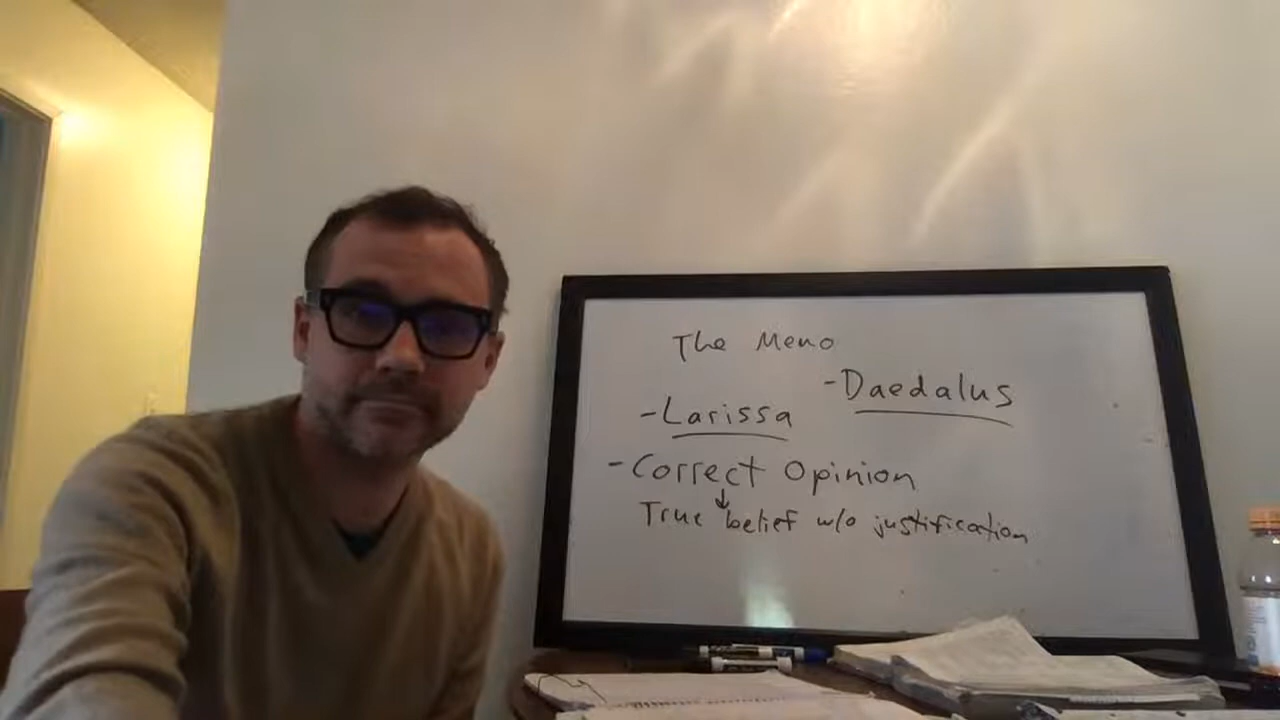 The Meno
-Daedalus
-Larissa
-Correct Opinion
↓
True belief w/o justification